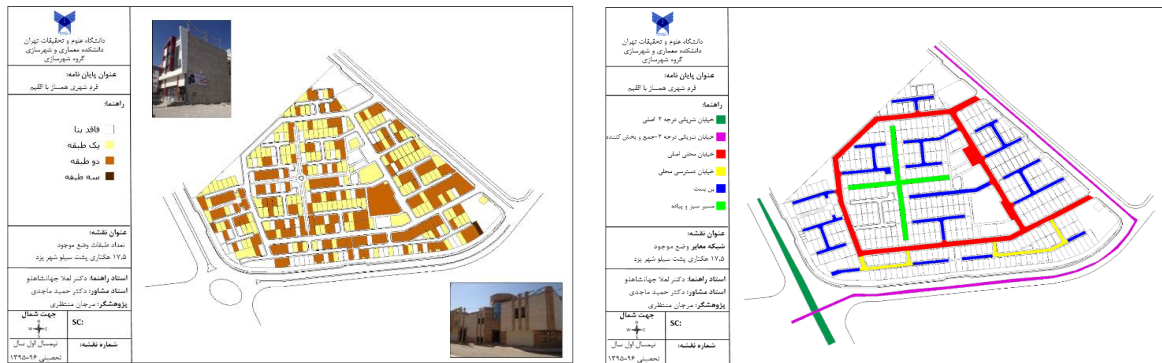 دانشگاه علوم و تحقیقات تهران
دانشکده معماری و شهرسازی
گروه شهرسازی
عنوان پایان نامه:
فرم شهری همساز با اقلیم
راهنما:
فاقد بنا
یک طبقه
دو طبقه
سه طبقه
عنوان نقشه:
تعداد طبقات وضع موجود
۱۷,۵ هکتاری پشت سیلو شهر یزد
استاد راهنما: دکتر لعلا جهانشاهلو
استاد مشاور: دکتر حمید ماجدی
پژوهشگر: مرجان منتظری
جهت شمال
SC:
نیمسال اول سال
تحصیلی ۹۶-۱۳۹۵
شماره نقشه:
دانشگاه علوم و تحقیقات تهران
دانشکده معماری و شهرسازی
گروه شهرسازی
عنوان پایان نامه:
فرم شهری همساز با اقلیم
راهنما:
خیابان شریانی درجه ۲ اصلی
خیابان شریانی درجه ۲-جمع و پخش کننده
خیابان محلی اصلی
خیابان دسترسی محلی
بن بست
مسیر سبز و پیاده
عنوان نقشه:
شبکه معابر وضع موجود
۱۷,۵ هکتاری پشت سیلو شهر یزد
استاد راهنما: دکتر لعلا جهانشاهلو
استاد مشاور: دکتر حمید ماجدی
پژوهشگر: مرجان منتظری
جهت شمال
SC:
نیمسال اول سال
تحصیلی ۹۶-۱۳۹۵
شماره نقشه: